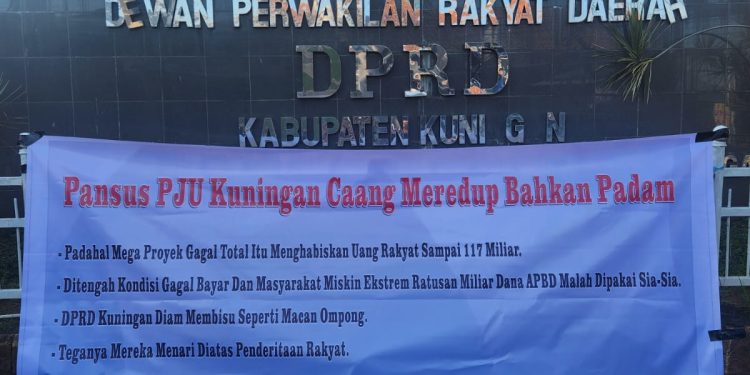 DEWAN PERWAKILAN RAKYAT DAERAH
DPRD
KABUPATEN KUNI G N
Pansus PJU Kuningan Caang Meredup Bahkan Padam
- Padahal Mega Proyek Gagal Total Itu Menghabiskan Uang Rakyat Sampai 117 Miliar.
- Ditengah Kondisi Gagal Bayar Dan Masyarakat Miskin Ekstrem Ratusan Miliar Dana APBD Malah Dipakai Sia-Sia.
- DPRD Kuningan Diam Membisu Seperti Macan Ompong.
- Teganya Mereka Menari Diatas Penderitaan Rakyat.